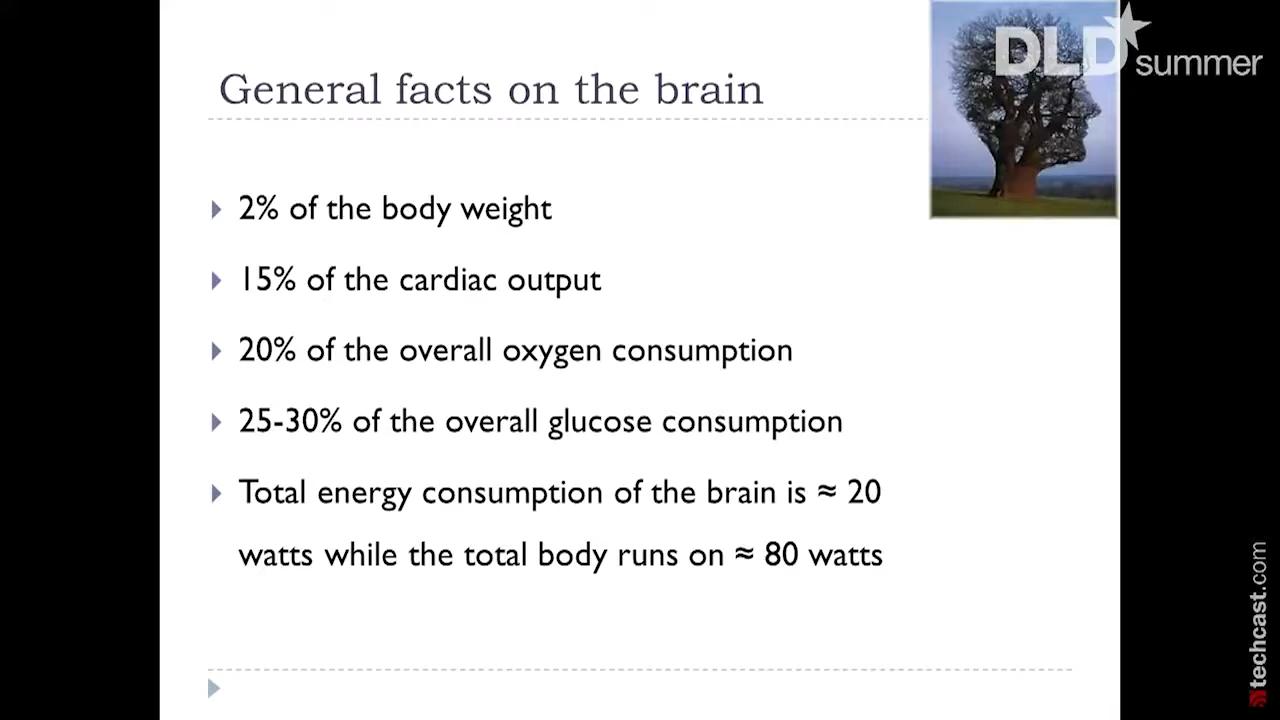 DLD summer
General facts on the brain
2% of the body weight
15% of the cardiac output
20% of the overall oxygen consumption
25-30% of the overall glucose consumption
Total energy consumption of the brain is ≈ 20
watts while the total body runs on ≈ 80 watts
techcast.com